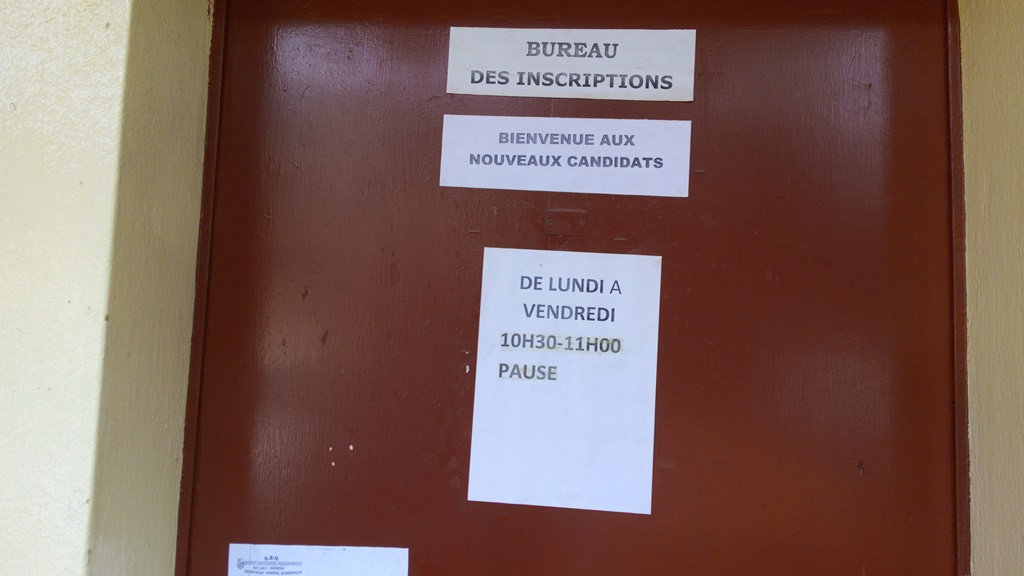 BUREAU
DES INSCRIPTIONS
BIENVENUE AUX
NOUVEAUX CANDIDATS
DE LUNDI A
VENDREDI
10H30-11H00
PAUSE